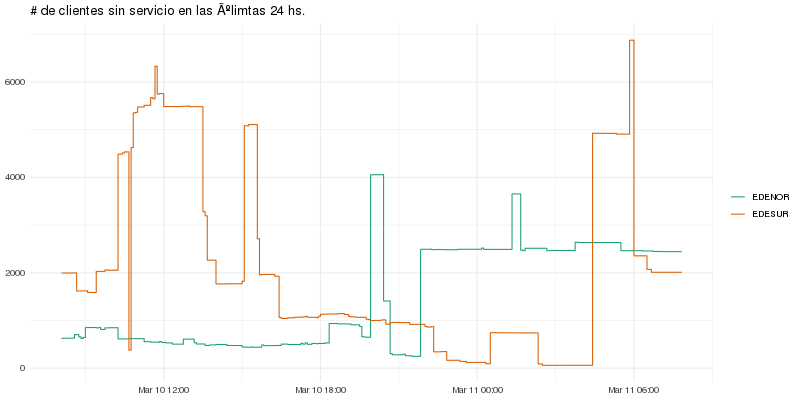 # de clientes sin servicio en las Ãºlimtas 24 hs.
6000
4000
2000
0
Mar 10 12:00
Mar 10 18:00
Mar 11 00:00
Mar 11 06:00
EDENOR
EDESUR